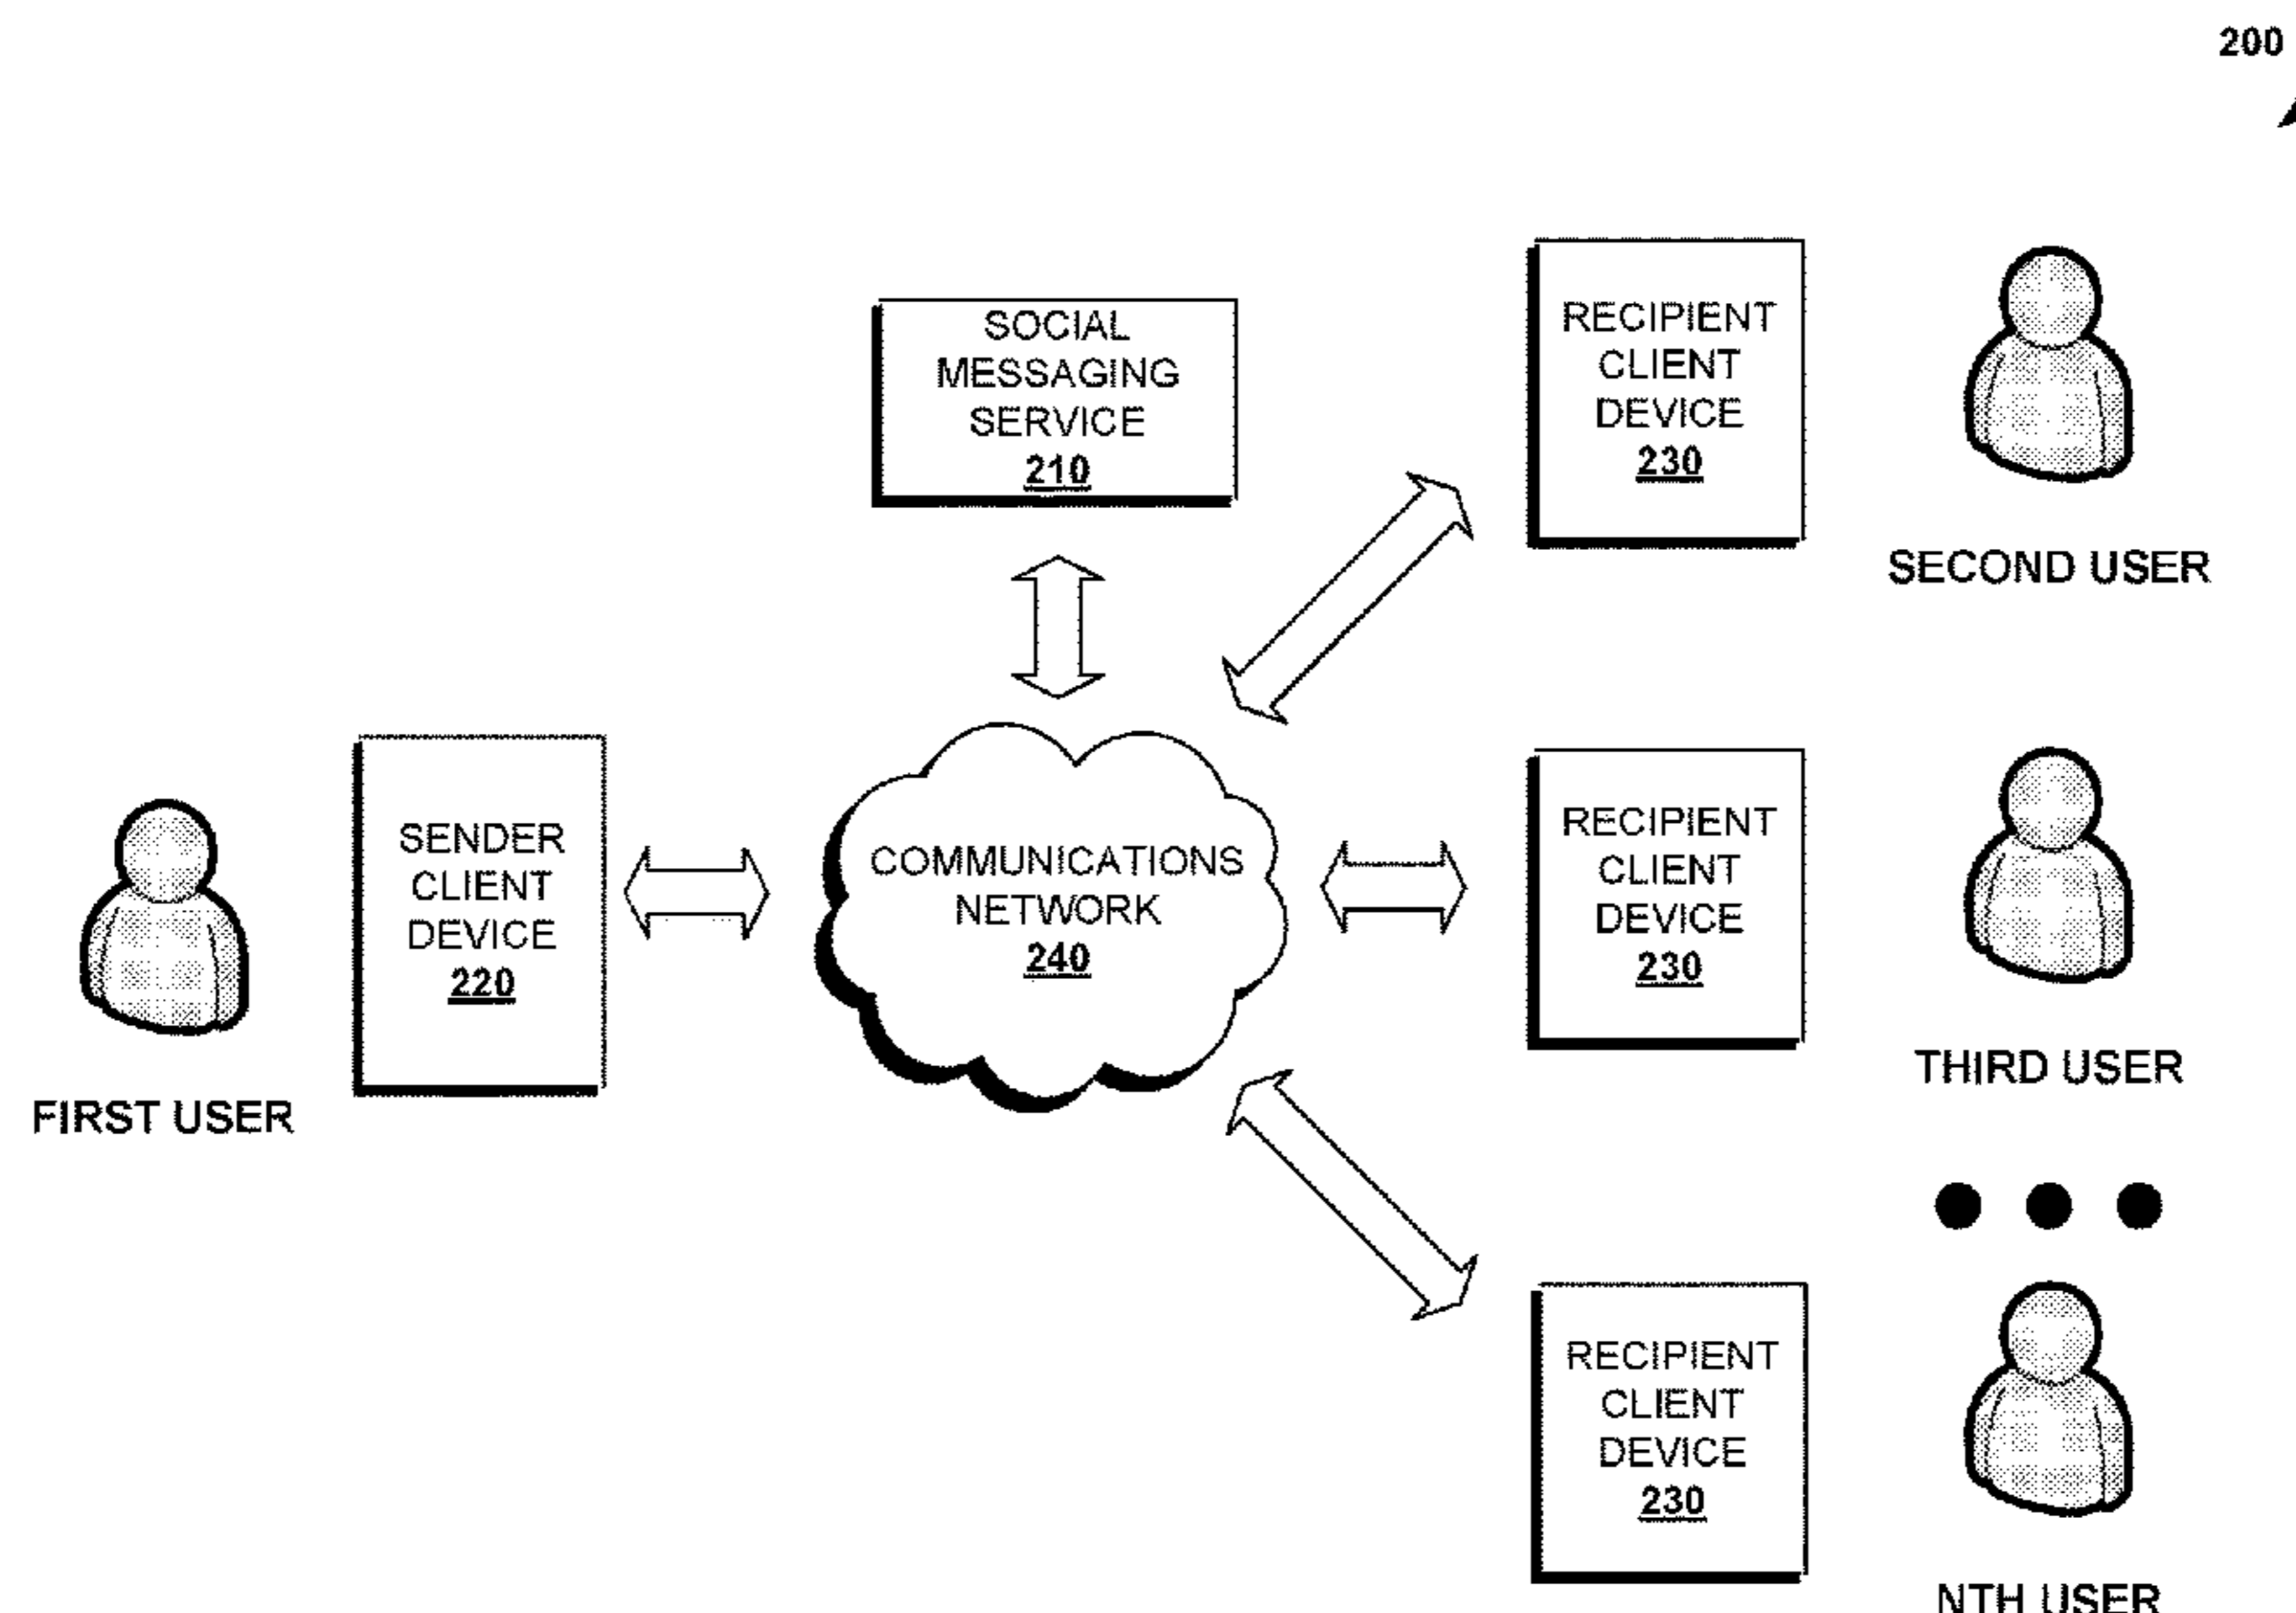 200
SOCIAL
MESSAGING
SERVICE
210
RECIPIENT
CLIENT
DEVICE
230
SECOND USER
SENDER
CLIENT
DEVICE
220
FIRST USER
COMMUNICATIONS
NETWORK
240
RECIPIENT
CLIENT
DEVICE
230
THIRD USER
RECIPIENT
CLIENT
DEVICE
230
NTH USER